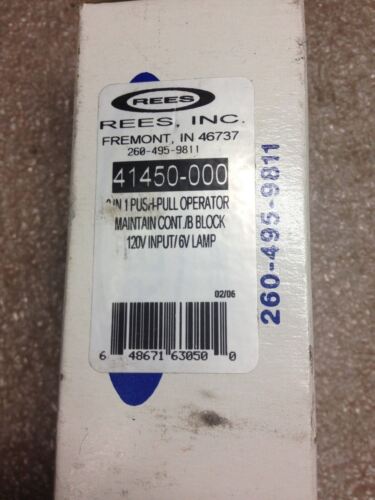 REES
REES, INC.
FREMONT, IN 46737
260-495-9811
41450-000
IN 1 PUSH-PULL OPERATOR
MAINTAIN CONT./B BLOCK
120V INPUT/ 6V LAMP
02/06
6 48671 63050 0
260-495-9811